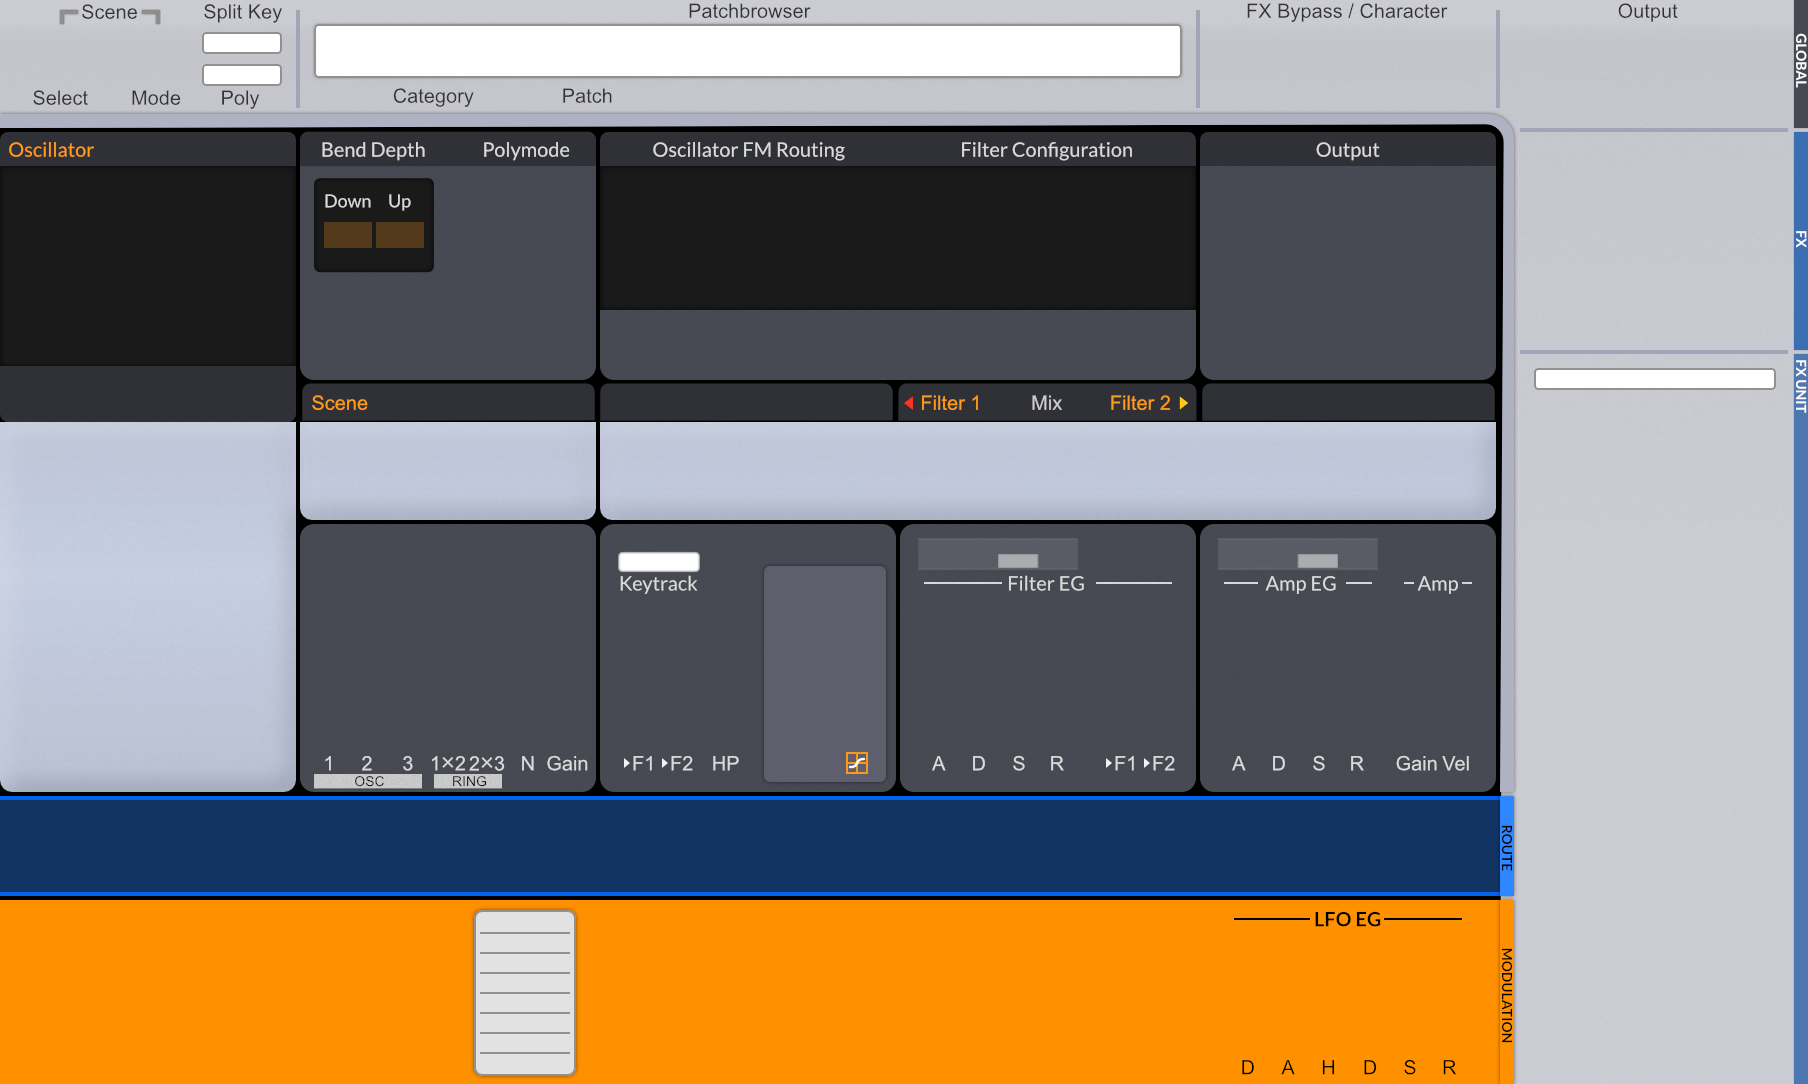 Scene
Split Key
Patchbrowser
FX Bypass / Character
Output
GLOBAL
Select
Mode
Poly
Category
Patch
Oscillator
Bend Depth
Polymode
Oscillator FM Routing
Filter Configuration
Output
Down
Up
FX
FX UNIT
Scene
Filter 1
Mix
Filter 2
Keytrack
Filter EG
Amp EG
Amp
1 2 3 1×2 2×3 N Gain
OSC
RING
F1 F2 HP
A D S R F1 F2
A D S R Gain Vel
ROUTE
LFO EG
MODULATION
D A H D S R